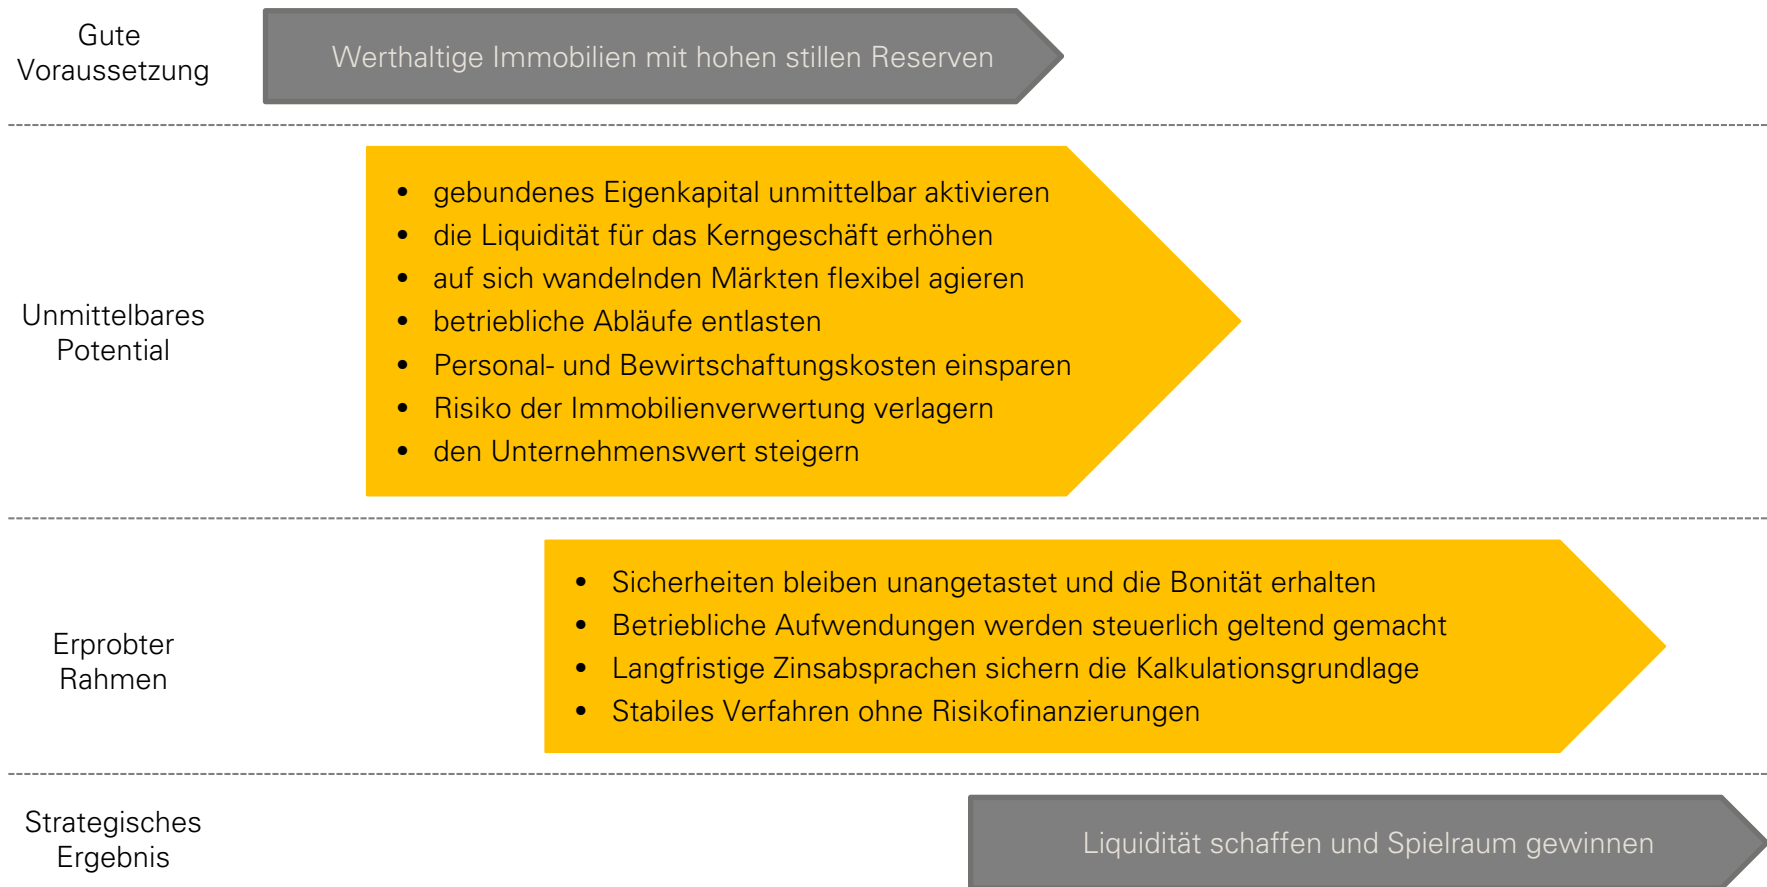 Gute
Voraussetzung
Werthaltige Immobilien mit hohen stillen Reserven
Unmittelbares
Potential
• gebundenes Eigenkapital unmittelbar aktivieren
• die Liquidität für das Kerngeschäft erhöhen
• auf sich wandelnden Märkten flexibel agieren
• betriebliche Abläufe entlasten
• Personal- und Bewirtschaftungskosten einsparen
• Risiko der Immobilienverwertung verlagern
• den Unternehmenswert steigern
Erprobter
Rahmen
• Sicherheiten bleiben unangetastet und die Bonität erhalten
• Betriebliche Aufwendungen werden steuerlich geltend gemacht
• Langfristige Zinsabsprachen sichern die Kalkulationsgrundlage
• Stabiles Verfahren ohne Risikofinanzierungen
Strategisches
Ergebnis
Liquidität schaffen und Spielraum gewinnen